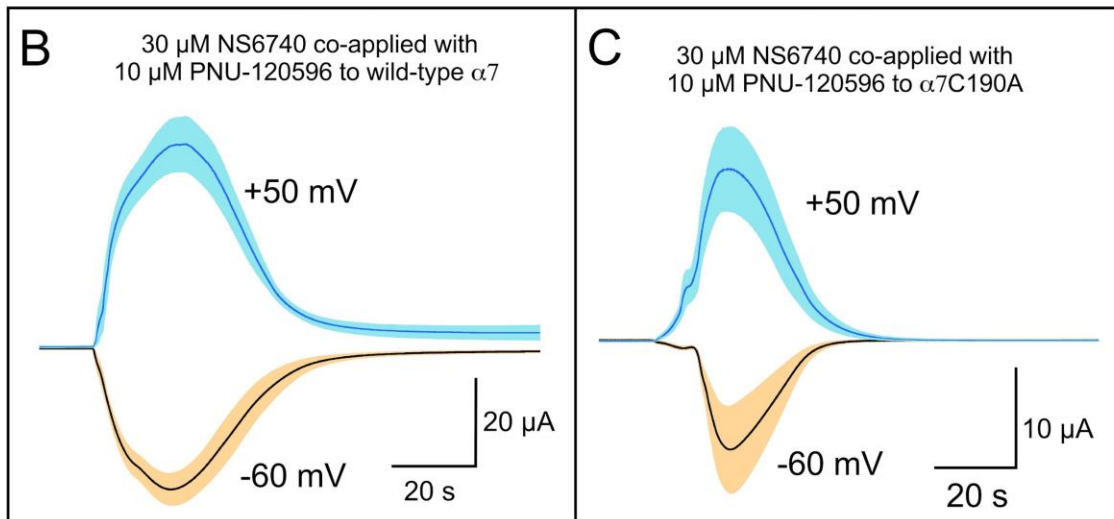 B
30 μM NS6740 co-applied with
10 μM PNU-120596 to wild-type α7
+50 mV
-60 mV
20 μA
20 s
C
30 μM NS6740 co-applied with
10 μM PNU-120596 to α7C190A
+50 mV
-60 mV
10 μA
20 s